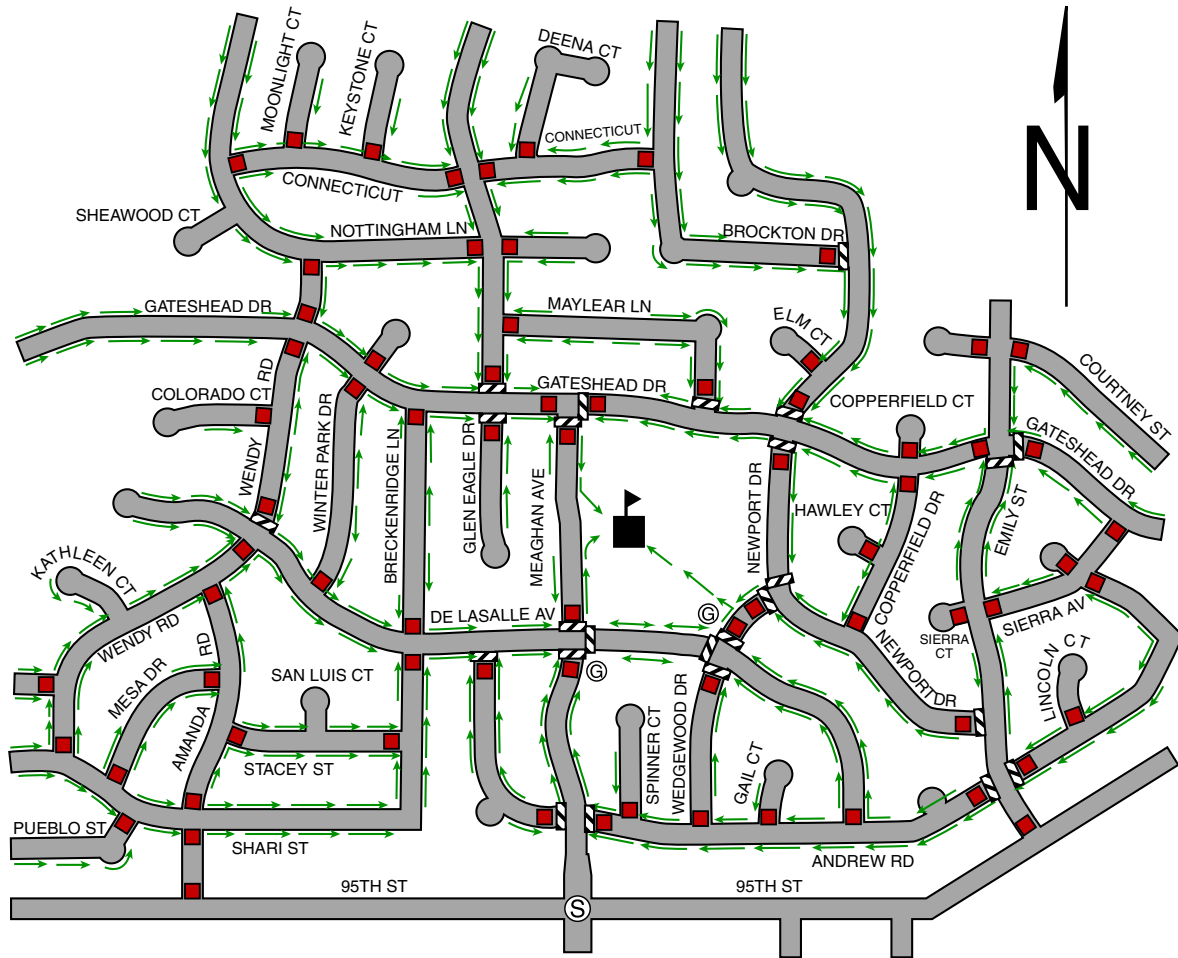 MOONLIGHT CT
KEYSTONE CT
DEENA CT
CONNECTICUT
CONNECTICUT
N
SHEAWOOD CT
NOTTINGHAM LN
BROCKTON DR
GATESHEAD DR
MAYLEAR LN
ELM CT
COURTNEY ST
COLORADO CT
WENDY RD
WINTER PARK DR
BRECKENRIDGE LN
GATESHEAD DR
COPPERFIELD CT
GATESHEAD DR
GLEN EAGLE DR
MEAGHAN AVE
NEWPORT DR
HAWLEY CT
COPPERFIELD DR
EMILY ST
KATHLEEN CT
WENDY RD
DE LASALLE AV
G
NEWPORT DR
SIERRA
CT
SIERRA AV
LINCOLN CT
MESA DR
AMANDA RD
SAN LUIS CT
G
STACEY ST
SPINNER CT
WEDGEWOOD DR
GAIL CT
PUEBLO ST
SHARI ST
ANDREW RD
95TH ST
S
95TH ST